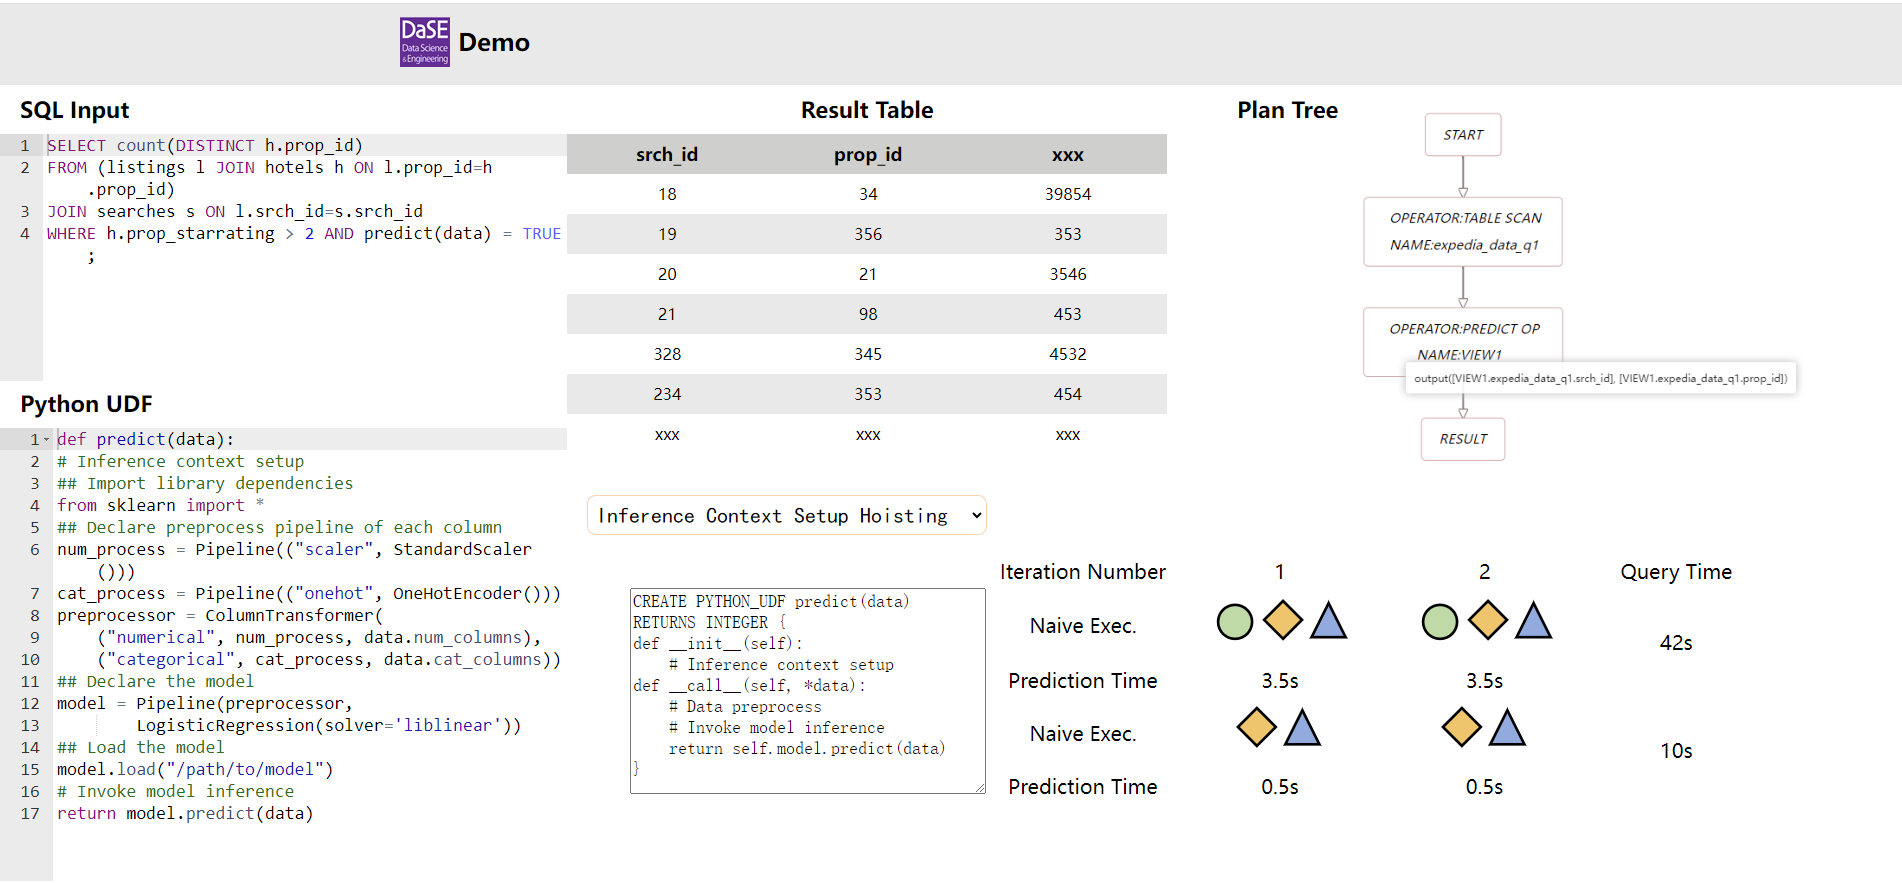 DaSE
Data Science
& Engineering
Demo
SQL Input
1 SELECT count(DISTINCT h.prop_id)
2 FROM (listings l JOIN hotels h ON l.prop_id=h
.prop_id)
3 JOIN searches s ON l.srch_id=s.srch_id
4 WHERE h.prop_starrating > 2 AND predict(data) = TRUE
;
Python UDF
1 def predict(data):
2 # Inference context setup
3 ## Import library dependencies
4 from sklearn import *
5 ## Declare preprocess pipeline of each column
6 num_process = Pipeline(("scaler", StandardScaler
()))
7 cat_process = Pipeline(("onehot", OneHotEncoder()))
8 preprocessor = ColumnTransformer(
9 ("numerical", num_process, data.num_columns),
10 ("categorical", cat_process, data.cat_columns))
11 ## Declare the model
12 model = Pipeline(preprocessor,
13 LogisticRegression(solver='liblinear'))
14 ## Load the model
15 model.load("/path/to/model")
16 # Invoke model inference
17 return model.predict(data)
Result Table
srch_id prop_id xxx
18 34 39854
19 356 353
20 21 3546
21 98 453
328 345 4532
234 353 454
xxx xxx xxx
Plan Tree
START
OPERATOR:TABLE SCAN
NAME:expedia_data_q1
OPERATOR:PREDICT OP
NAME:VIEW1
output([VIEW1.expedia_data_q1.srch_id], [VIEW1.expedia_data_q1.prop_id])
RESULT
Inference Context Setup Hoisting
CREATE PYTHON_UDF predict(data)
RETURNS INTEGER {
def __init__(self):
# Inference context setup
def __call__(self, *data):
# Data preprocess
# Invoke model inference
return self.model.predict(data)
}
Iteration Number 1 2 Query Time
Naive Exec. 42s
Prediction Time 3.5s 3.5s
Naive Exec. 10s
Prediction Time 0.5s 0.5s